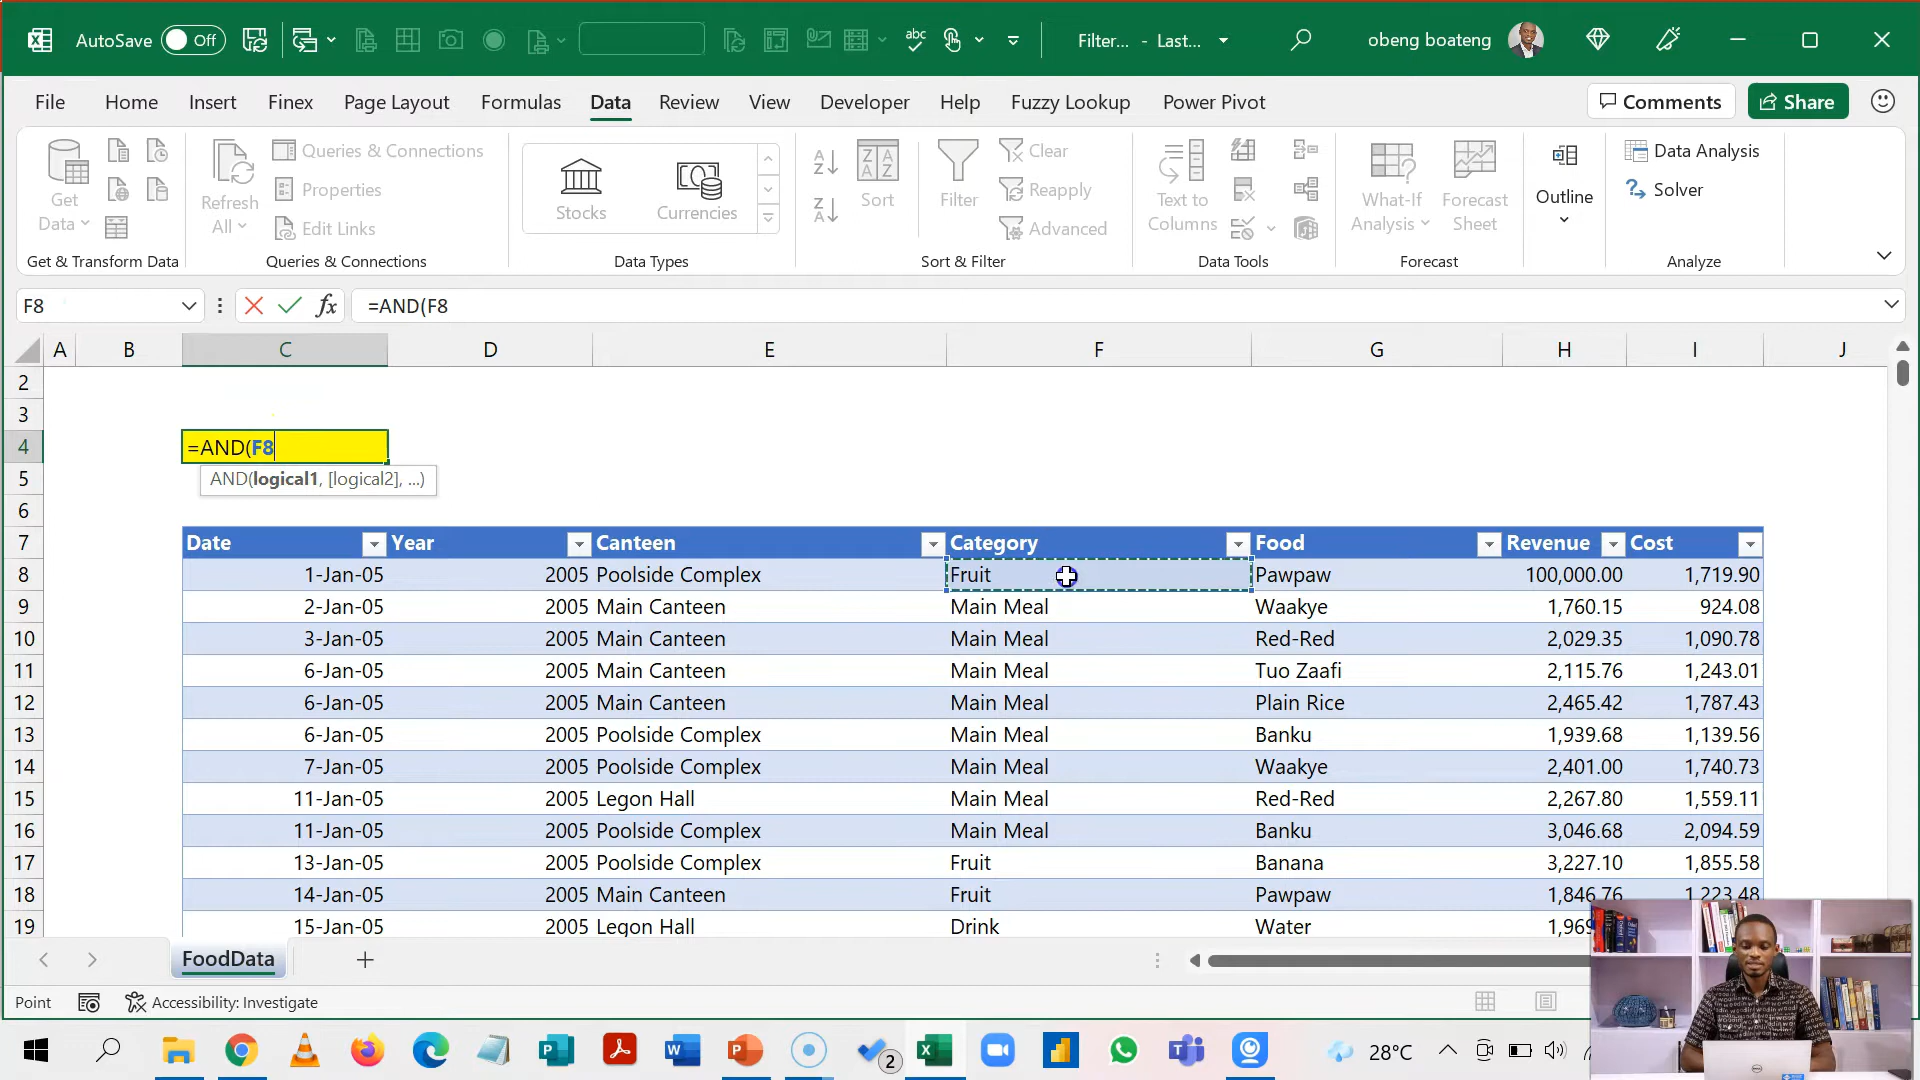 AutoSave Off Filter... - Last... obeng boateng
File Home Insert Finex Page Layout Formulas Data Review View Developer Help Fuzzy Lookup Power Pivot Comments Share
Get Data
Refresh All
Queries & Connections
Properties
Edit Links
Stocks
Currencies
Sort
Filter
Clear
Reapply
Advanced
Text to Columns
What-If Analysis
Forecast Sheet
Outline
Data Analysis
Solver
Get & Transform Data Queries & Connections Data Types Sort & Filter Data Tools Forecast Analyze
F8 fx =AND(F8
A B C D E F G H I J
2
3
4 =AND(F8
5 AND(logical1, [logical2], ...)
6
7 Date Year Canteen Category Food Revenue Cost
8 1-Jan-05 2005 Poolside Complex Fruit Pawpaw 100,000.00 1,719.90
9 2-Jan-05 2005 Main Canteen Main Meal Waakye 1,760.15 924.08
10 3-Jan-05 2005 Main Canteen Main Meal Red-Red 2,029.35 1,090.78
11 6-Jan-05 2005 Main Canteen Main Meal Tuo Zaafi 2,115.76 1,243.01
12 6-Jan-05 2005 Main Canteen Main Meal Plain Rice 2,465.42 1,787.43
13 6-Jan-05 2005 Poolside Complex Main Meal Banku 1,939.68 1,139.56
14 7-Jan-05 2005 Poolside Complex Main Meal Waakye 2,401.00 1,740.73
15 11-Jan-05 2005 Legon Hall Main Meal Red-Red 2,267.80 1,559.11
16 11-Jan-05 2005 Poolside Complex Main Meal Banku 3,046.68 2,094.59
17 13-Jan-05 2005 Poolside Complex Fruit Banana 3,227.10 1,855.58
18 14-Jan-05 2005 Main Canteen Fruit Pawpaw 1,846.76 1,223.48
19 15-Jan-05 2005 Legon Hall Drink Water
FoodData
Point Accessibility: Investigate
2 28°C